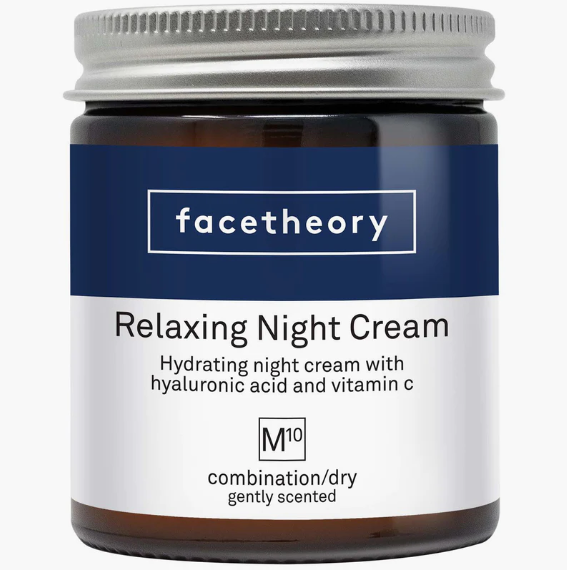 facetheory
Relaxing Night Cream
Hydrating night cream with
hyaluronic acid and vitamin c
M10
combination/dry
gently scented